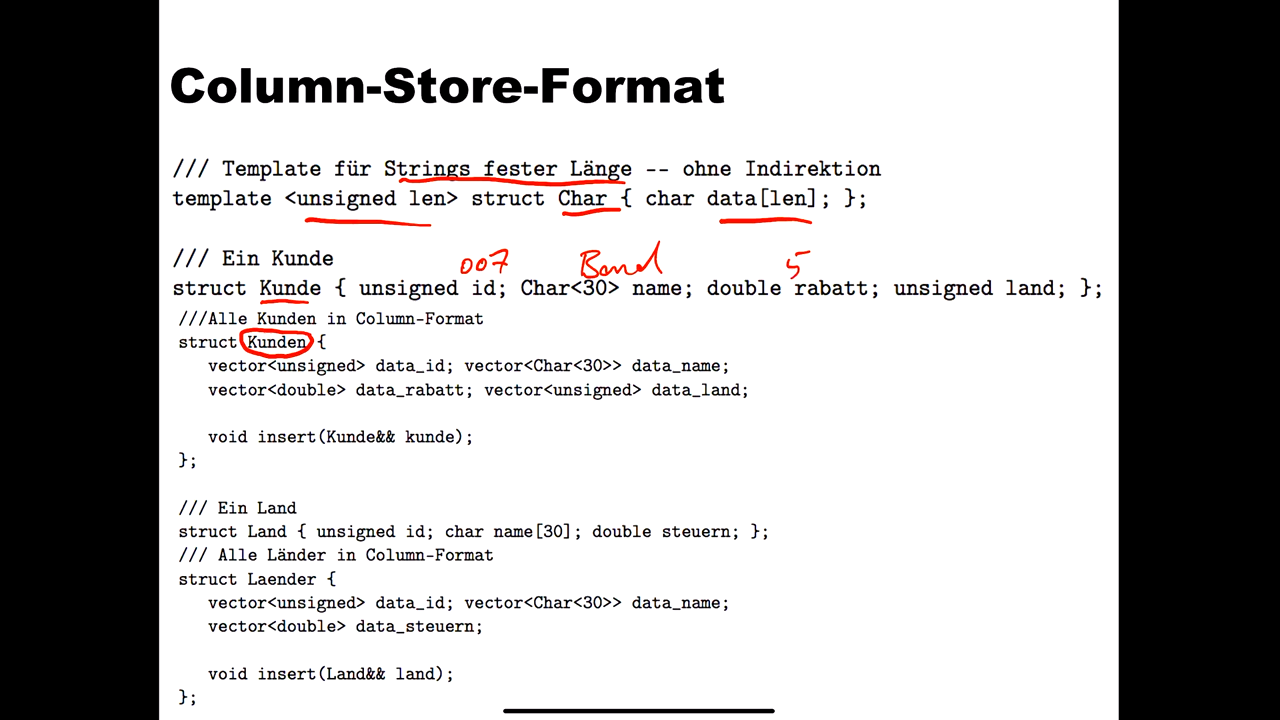 Column-Store-Format
/// Template für Strings fester Länge -- ohne Indirektion
template <unsigned len> struct Char { char data[len]; };
/// Ein Kunde
007 Bond 5
struct Kunde { unsigned id; Char<30> name; double rabatt; unsigned land; };
///Alle Kunden in Column-Format
struct Kunden {
vector<unsigned> data_id; vector<Char<30>> data_name;
vector<double> data_rabatt; vector<unsigned> data_land;
void insert(Kunde&& kunde);
};
/// Ein Land
struct Land { unsigned id; char name[30]; double steuern; };
/// Alle Länder in Column-Format
struct Laender {
vector<unsigned> data_id; vector<Char<30>> data_name;
vector<double> data_steuern;
void insert(Land&& land);
};